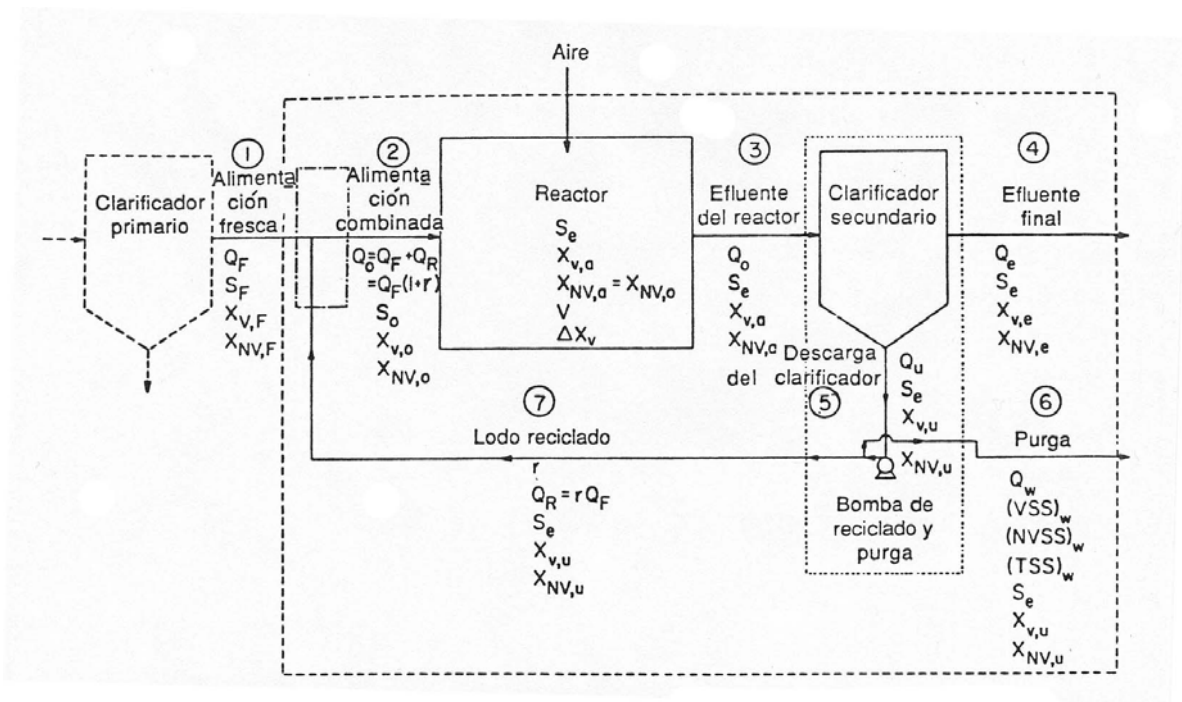 Aire
①
Alimenta
ción
fresca
Q_F
S_F
X_V,F
X_NV,F
Clarificador
primario
②
Alimenta
ción
combinada
Q_o=Q_F+Q_R
=Q_F(1+r)
S_o
X_v,o
X_NV,o
Reactor
S_e
X_v,a
X_NV,a = X_NV,o
V
ΔX_v
③
Efluente
del reactor
Q_o
S_e
X_v,a
X_NV,a
Clarificador
secundario
④
Efluente
final
Q_e
S_e
X_v,e
X_NV,e
Descarga
del clarificador
⑤
Q_u
S_e
X_v,u
X_NV,u
Bomba de
reciclado y
purga
⑥
Purga
Q_w
(VSS)_w
(NVSS)_w
(TSS)_w
S_e
X_v,u
X_NV,u
⑦
Lodo reciclado
r
Q_R = r Q_F
S_e
X_v,u
X_NV,u